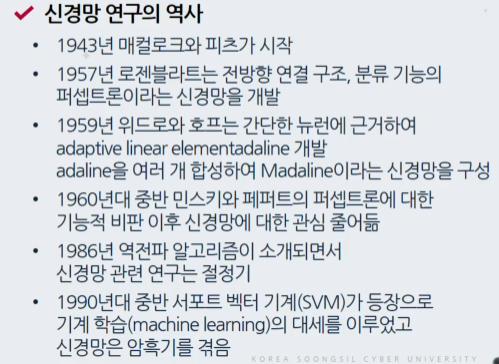 신경망 연구의 역사
• 1943년 매컬로크와 피츠가 시작
• 1957년 로젠블라트는 전방향 연결 구조, 분류 기능의
퍼셉트론이라는 신경망을 개발
• 1959년 위드로와 호프는 간단한 뉴런에 근거하여
adaptive linear elementadaline 개발
adaline을 여러 개 합성하여 Madaline이라는 신경망을 구성
• 1960년대 중반 민스키와 페퍼트의 퍼셉트론에 대한
기능적 비판 이후 신경망에 대한 관심 줄어듦
• 1986년 역전파 알고리즘이 소개되면서
신경망 관련 연구는 절정기
• 1990년대 중반 서포트 벡터 기계(SVM)가 등장으로
기계 학습(machine learning)의 대세를 이루었고
신경망은 암흑기를 겪음
KOREA SOONGSIL CYBER UNIVERSITY